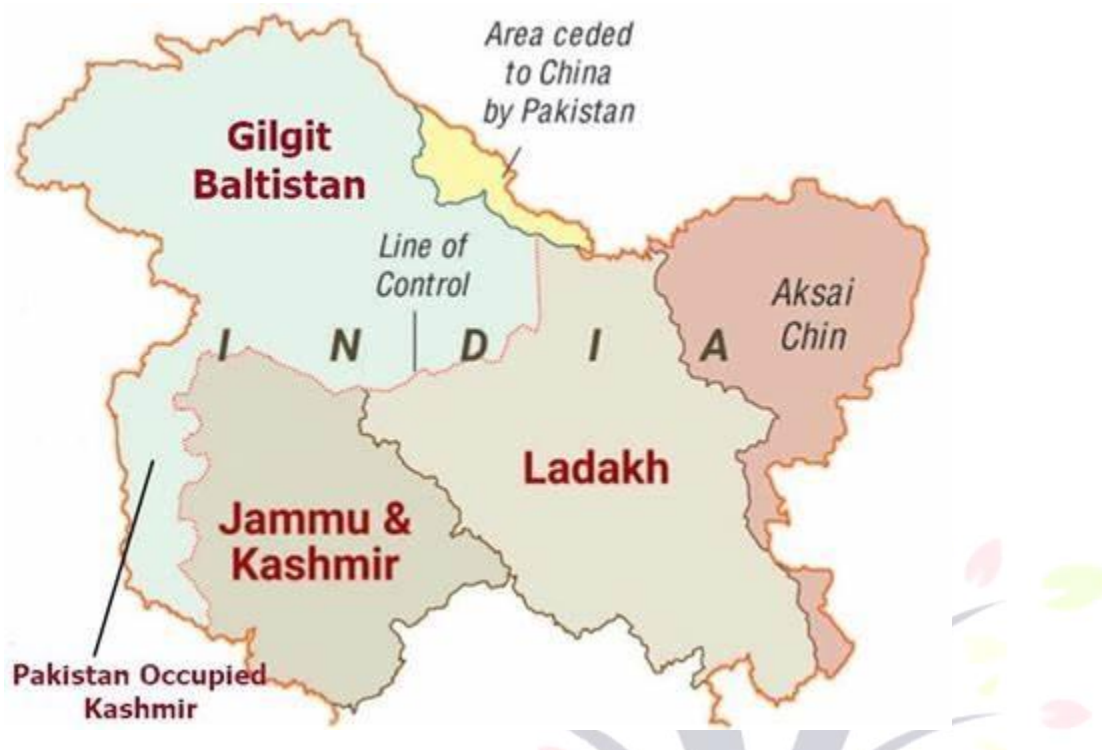 Area ceded
to China
by Pakistan
Gilgit
Baltistan
Line of
Control
Aksai
Chin
I N D I A
Ladakh
Jammu &
Kashmir
Pakistan Occupied
Kashmir